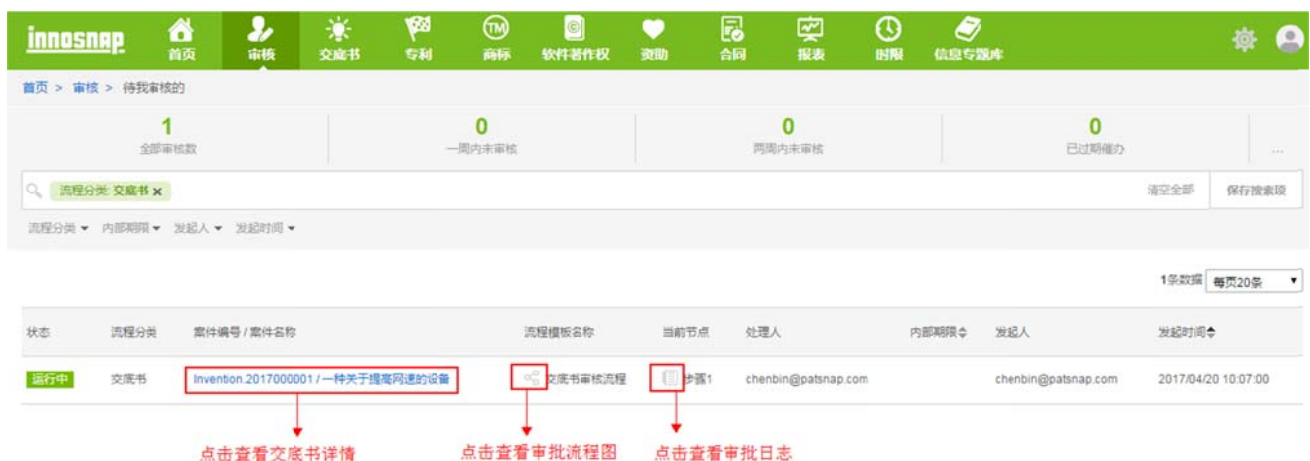 innosnap 首页 审核 交底书 专利 TM 商标 软件著作权 资助 合同 报表 时限 信息专题库
首页 > 审核 > 待我审核的
1 0 0 0
全部审核数 一周内未审核 两周内未审核 已过期催办 ...
流程分类: 交底书 × 清空全部 保存搜索项
流程分类 内部期限 发起人 发起时间
1条数据 每页20条
状态 流程分类 案件编号 / 案件名称 流程模板名称 当前节点 处理人 内部期限 发起人 发起时间
运行中 交底书 Invention.2017000001 / 一种关于提高网速的设备 交底书审核流程 步骤1 chenbin@patsnap.com chenbin@patsnap.com 2017/04/20 10:07:00
点击查看交底书详情 点击查看审批流程图 点击查看审批日志